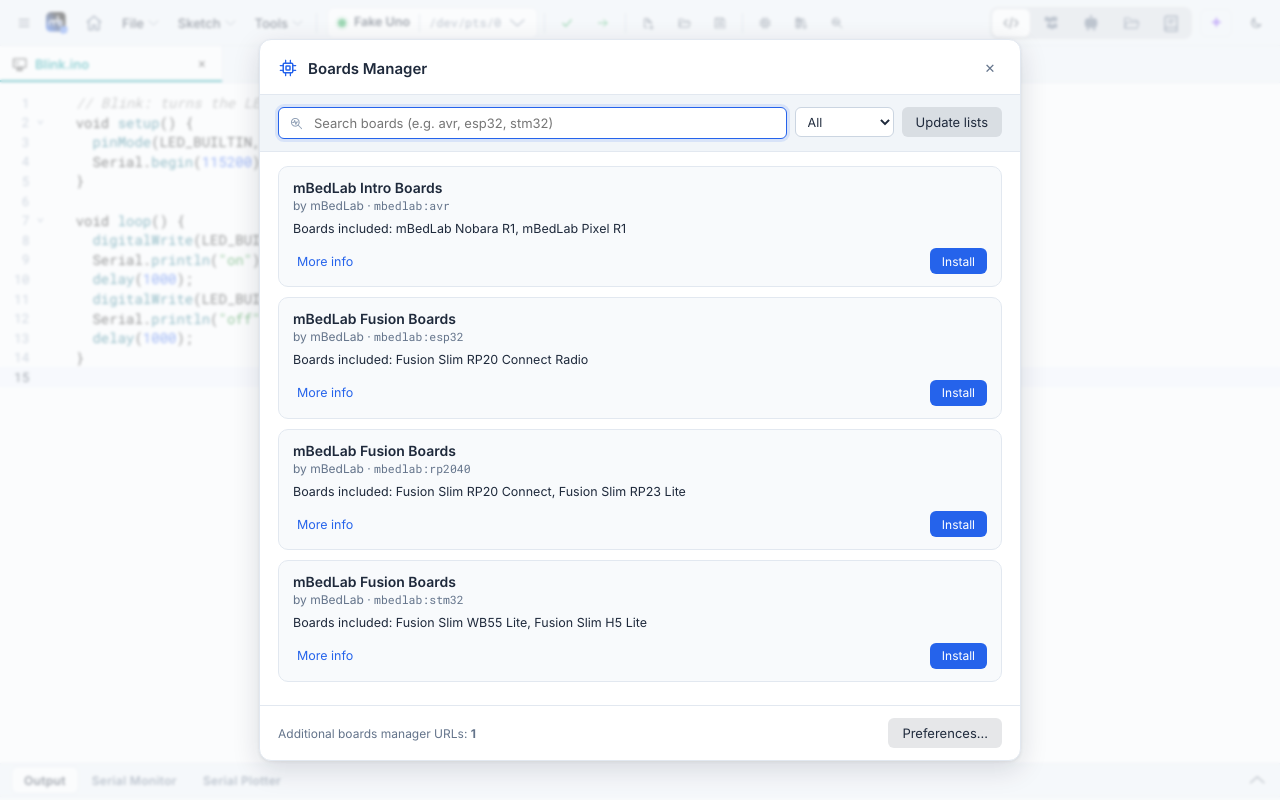 File
Sketch
Tools
Fake Uno
/dev/pts/0
Blink.ino
Boards Manager
Search boards (e.g. avr, esp32, stm32)
All
Update lists
1 // Blink: turns the LE
2 void setup() {
3 pinMode(LED_BUILTIN,
4 Serial.begin(115200)
5 }
6
7 void loop() {
8 digitalWrite(LED_BUI
9 Serial.println("on")
10 delay(1000);
11 digitalWrite(LED_BUI
12 Serial.println("off"
13 delay(1000);
14 }
15
mBedLab Intro Boards
by mBedLab · mbedlab:avr
Boards included: mBedLab Nobara R1, mBedLab Pixel R1
More info
Install
mBedLab Fusion Boards
by mBedLab · mbedlab:esp32
Boards included: Fusion Slim RP20 Connect Radio
More info
Install
mBedLab Fusion Boards
by mBedLab · mbedlab:rp2040
Boards included: Fusion Slim RP20 Connect, Fusion Slim RP23 Lite
More info
Install
mBedLab Fusion Boards
by mBedLab · mbedlab:stm32
Boards included: Fusion Slim WB55 Lite, Fusion Slim H5 Lite
More info
Install
Additional boards manager URLs: 1
Preferences...
Output
Serial Monitor
Serial Plotter